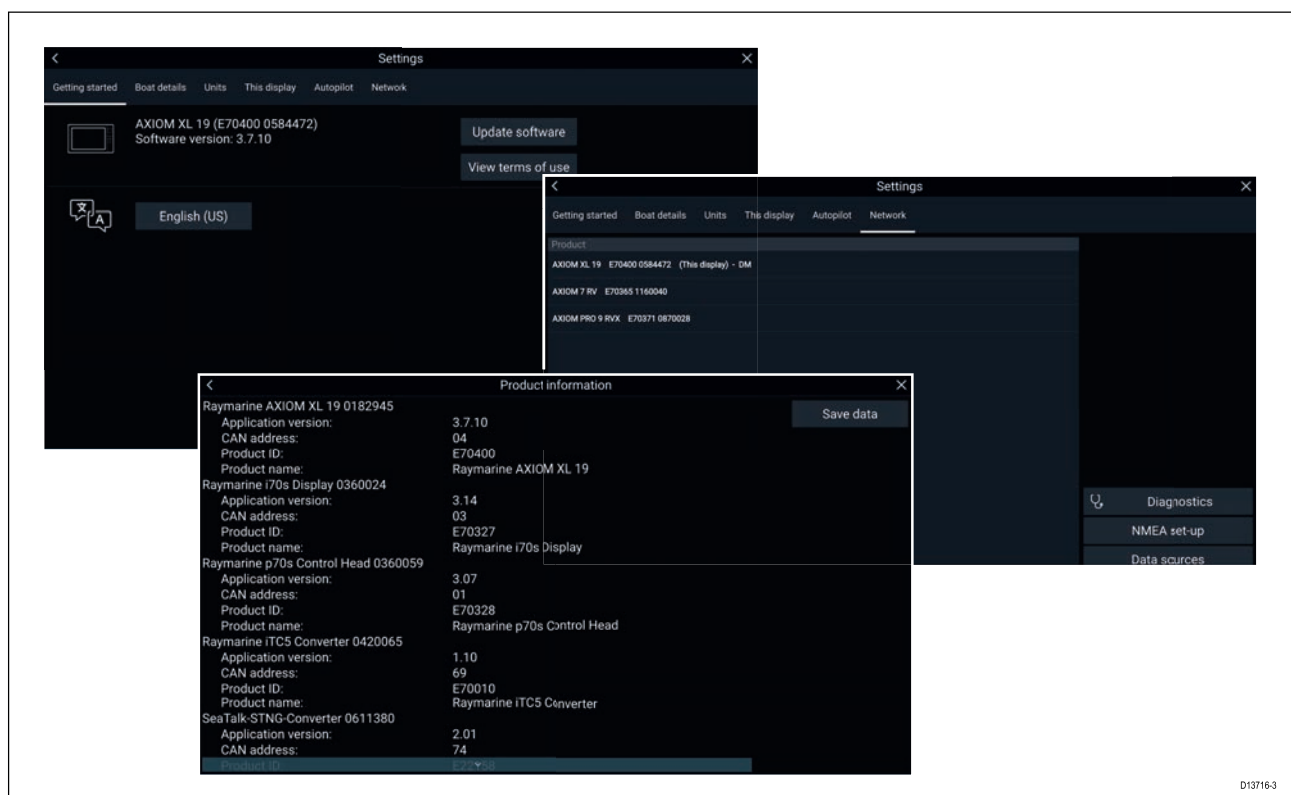 Settings
Getting started Boat details Units This display Autopilot Network
AXIOM XL 19 (E70400 0584472)
Software version: 3.7.10
Update software
View terms of use
English (US)
Settings
Getting started Boat details Units This display Autopilot Network
Product
AXIOM XL 19 E70400 0584472 (This display) - DM
AXIOM 7 RV E70365 1160040
AXIOM PRO 9 RVX E70371 0870028
Diagnostics
NMEA set-up
Data sources
Product information
Save data
Raymarine AXIOM XL 19 0182945
Application version: 3.7.10
CAN address: 04
Product ID: E70400
Product name: Raymarine AXIOM XL 19
Raymarine i70s Display 0360024
Application version: 3.14
CAN address: 03
Product ID: E70327
Product name: Raymarine i70s Display
Raymarine p70s Control Head 0360059
Application version: 3.07
CAN address: 01
Product ID: E70328
Product name: Raymarine p70s Control Head
Raymarine iTC5 Converter 0420065
Application version: 1.10
CAN address: 69
Product ID: E70010
Product name: Raymarine iTC5 Converter
SeaTalk-STNG-Converter 0611380
Application version: 2.01
CAN address: 74
Product ID:
D13716-3